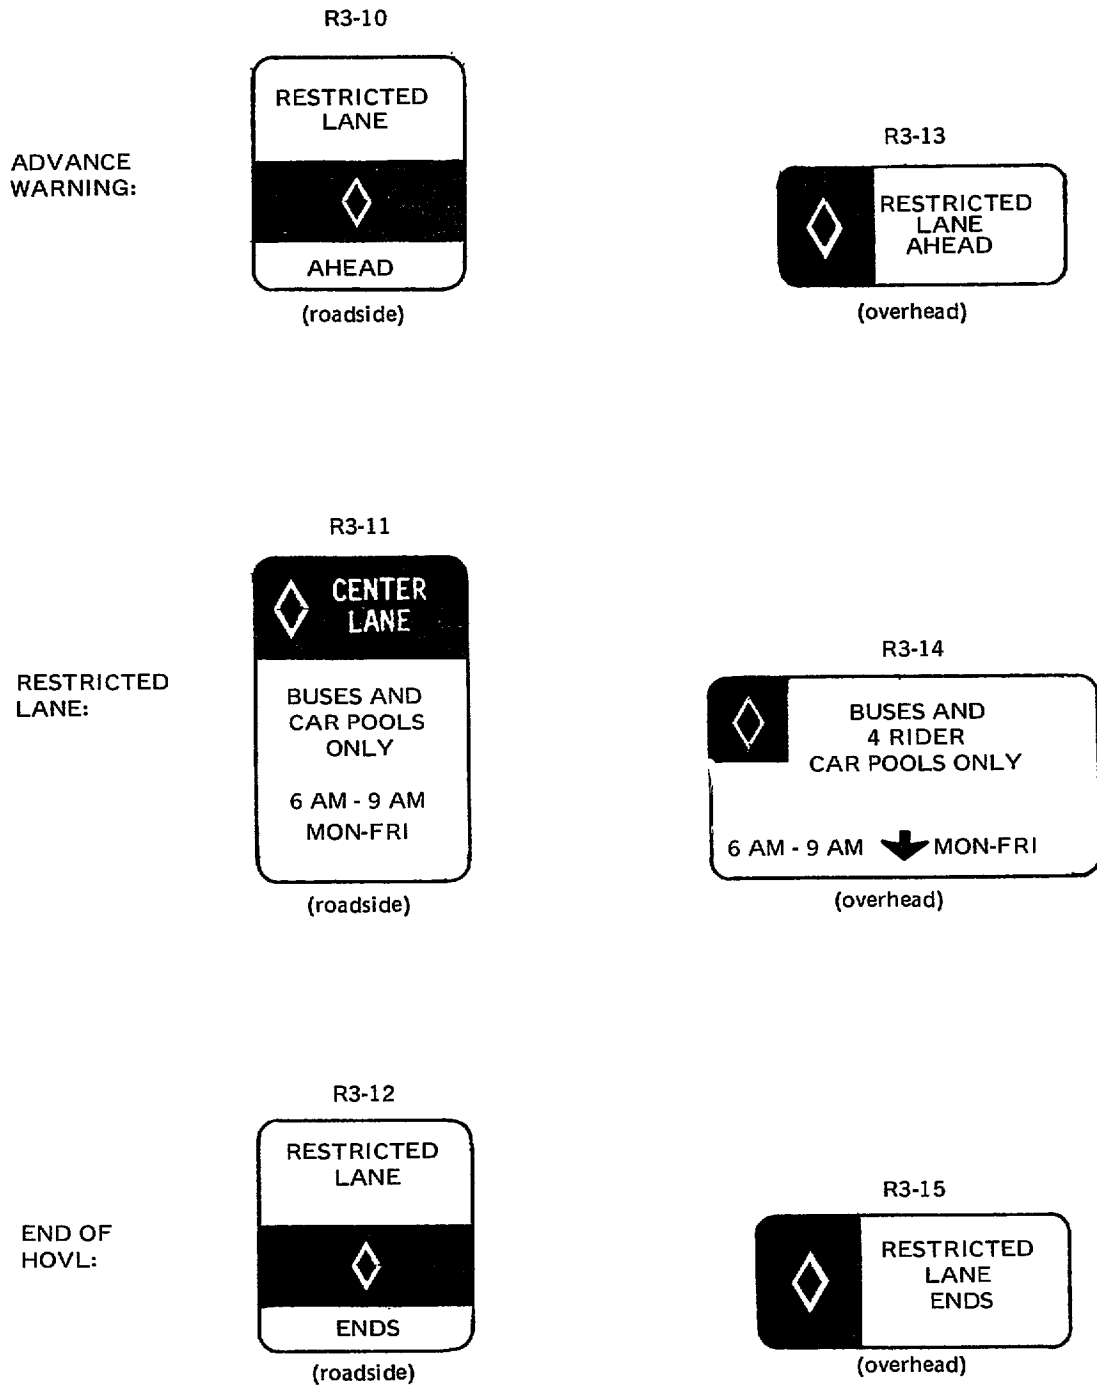 R3-10
RESTRICTED
LANE
AHEAD
(roadside)
ADVANCE
WARNING:
R3-13
RESTRICTED
LANE
AHEAD
(overhead)
R3-11
CENTER
LANE
BUSES AND
CAR POOLS
ONLY
6 AM - 9 AM
MON-FRI
(roadside)
RESTRICTED
LANE:
R3-14
BUSES AND
4 RIDER
CAR POOLS ONLY
6 AM - 9 AM MON-FRI
(overhead)
R3-12
RESTRICTED
LANE
ENDS
(roadside)
END OF
HOVL:
R3-15
RESTRICTED
LANE
ENDS
(overhead)